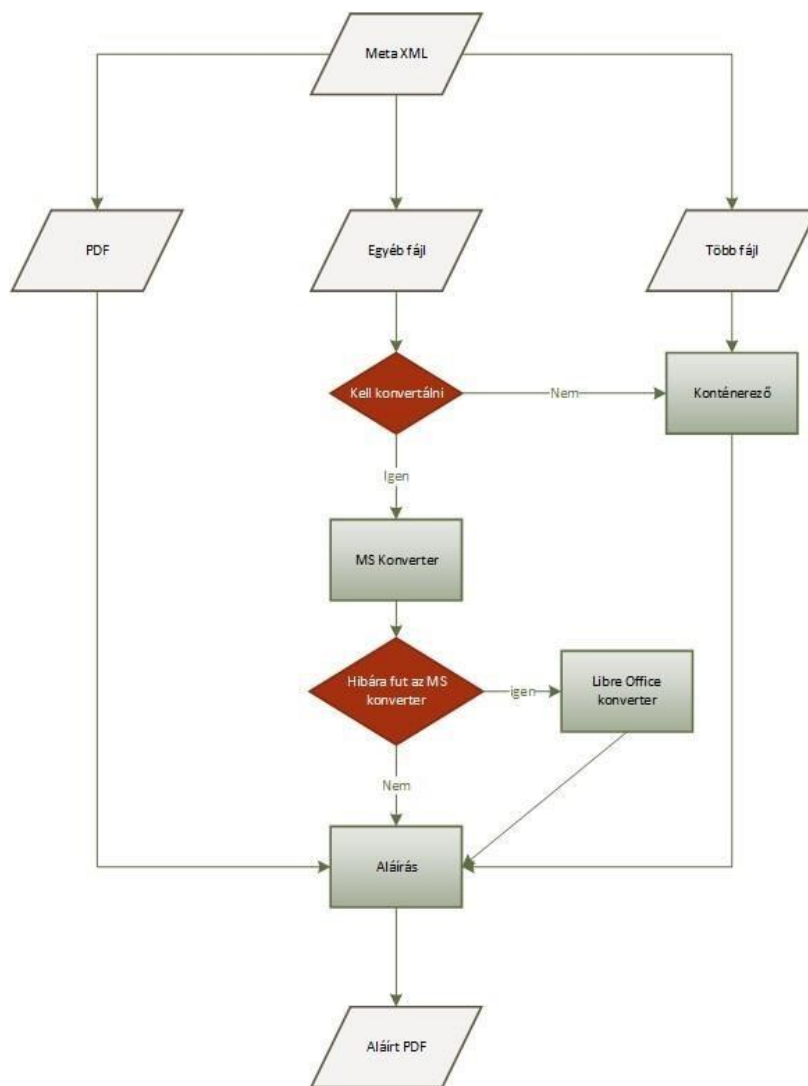 Meta XML
PDF
Egyéb fájl
Több fájl
Kell konvertálni
Nem
Konténerező
Igen
MS Konverter
Hibára fut az MS
konverter
igen
Libre Office
konverter
Nem
Aláírás
Aláírt PDF